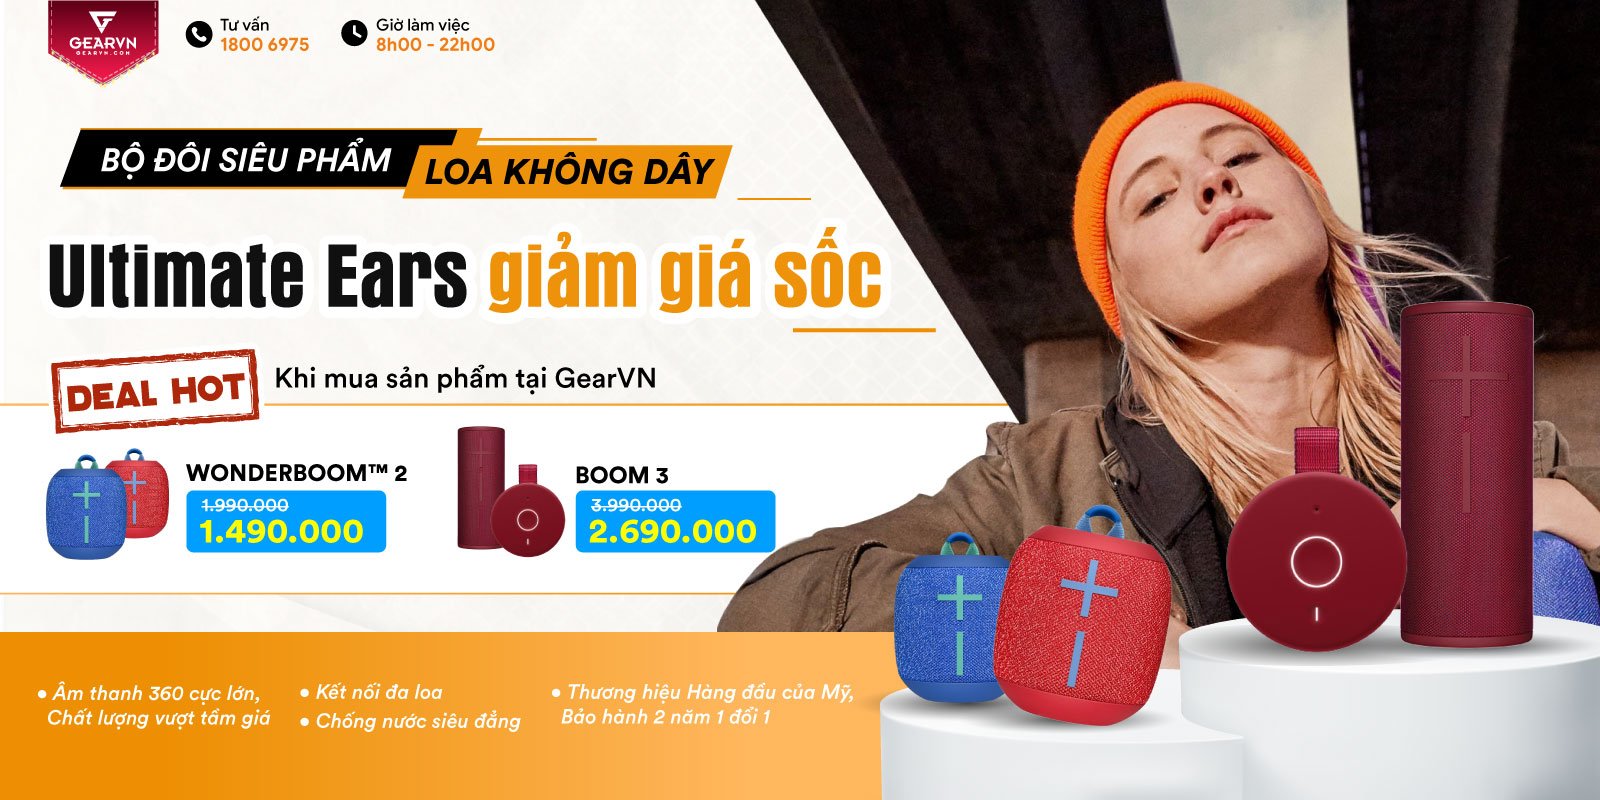 GEARVN
GEARVN.COM
Tư vấn
1800 6975
Giờ làm việc
8h00 - 22h00
BỘ ĐÔI SIÊU PHẨM
LOA KHÔNG DÂY
Ultimate Ears giảm giá sốc
DEAL HOT
Khi mua sản phẩm tại GearVN
WONDERBOOM™ 2
1.990.000
1.490.000
BOOM 3
3.990.000
2.690.000
• Âm thanh 360 cực lớn,
Chất lượng vượt tầm giá
• Kết nối đa loa
• Chống nước siêu đẳng
• Thương hiệu Hàng đầu của Mỹ,
Bảo hành 2 năm 1 đổi 1